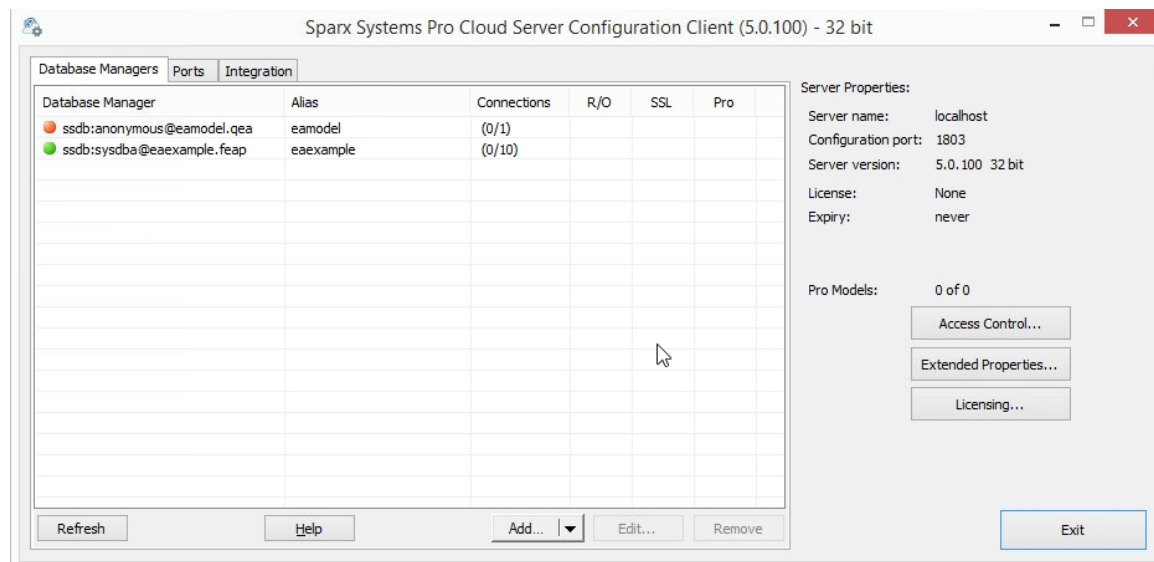 Sparx Systems Pro Cloud Server Configuration Client (5.0.100) - 32 bit
Database Managers Ports Integration
Database Manager Alias Connections R/O SSL Pro
ssdb:anonymous@eamodel.qea eamodel (0/1)
ssdb:sysdba@eaexample.feap eaexample (0/10)
Refresh Help Add... Edit... Remove
Server Properties:
Server name: localhost
Configuration port: 1803
Server version: 5.0.100 32 bit
License: None
Expiry: never
Pro Models: 0 of 0
Access Control...
Extended Properties...
Licensing...
Exit